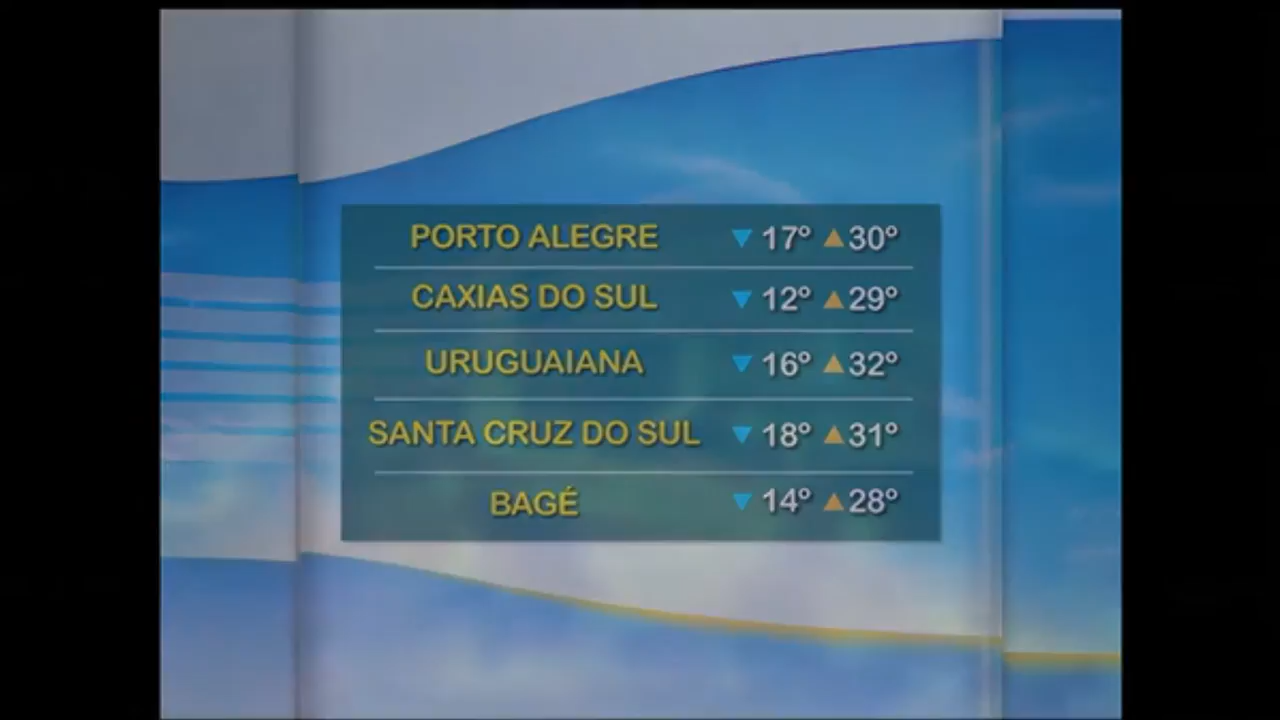 PORTO ALEGRE 17º 30º
CAXIAS DO SUL 12º 29º
URUGUAIANA 16º 32º
SANTA CRUZ DO SUL 18º 31º
BAGÉ 14º 28º